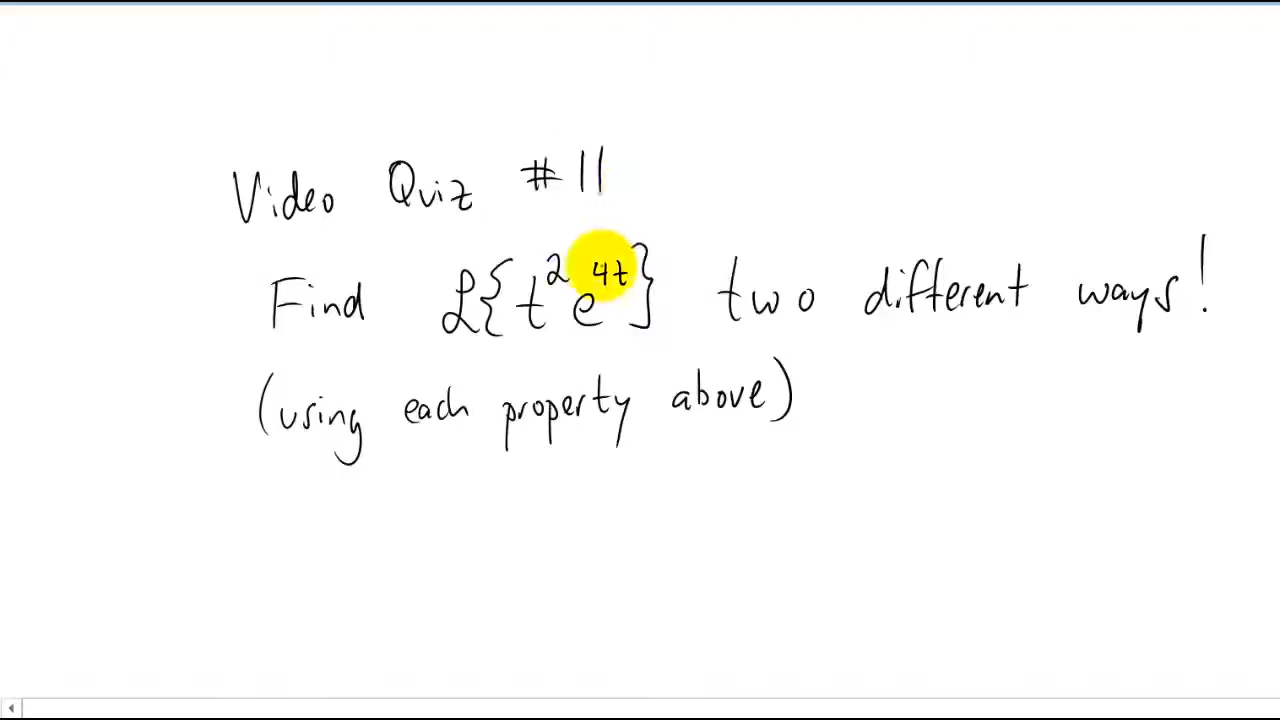 Video Quiz #11
Find ℒ{t²e⁴ᵗ} two different ways!
(using each property above)